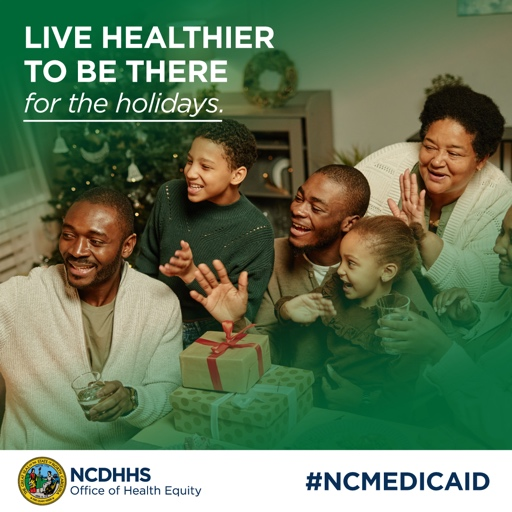 LIVE HEALTHIER
TO BE THERE
for the holidays.
NCDHHS
Office of Health Equity
#NCMEDICAID